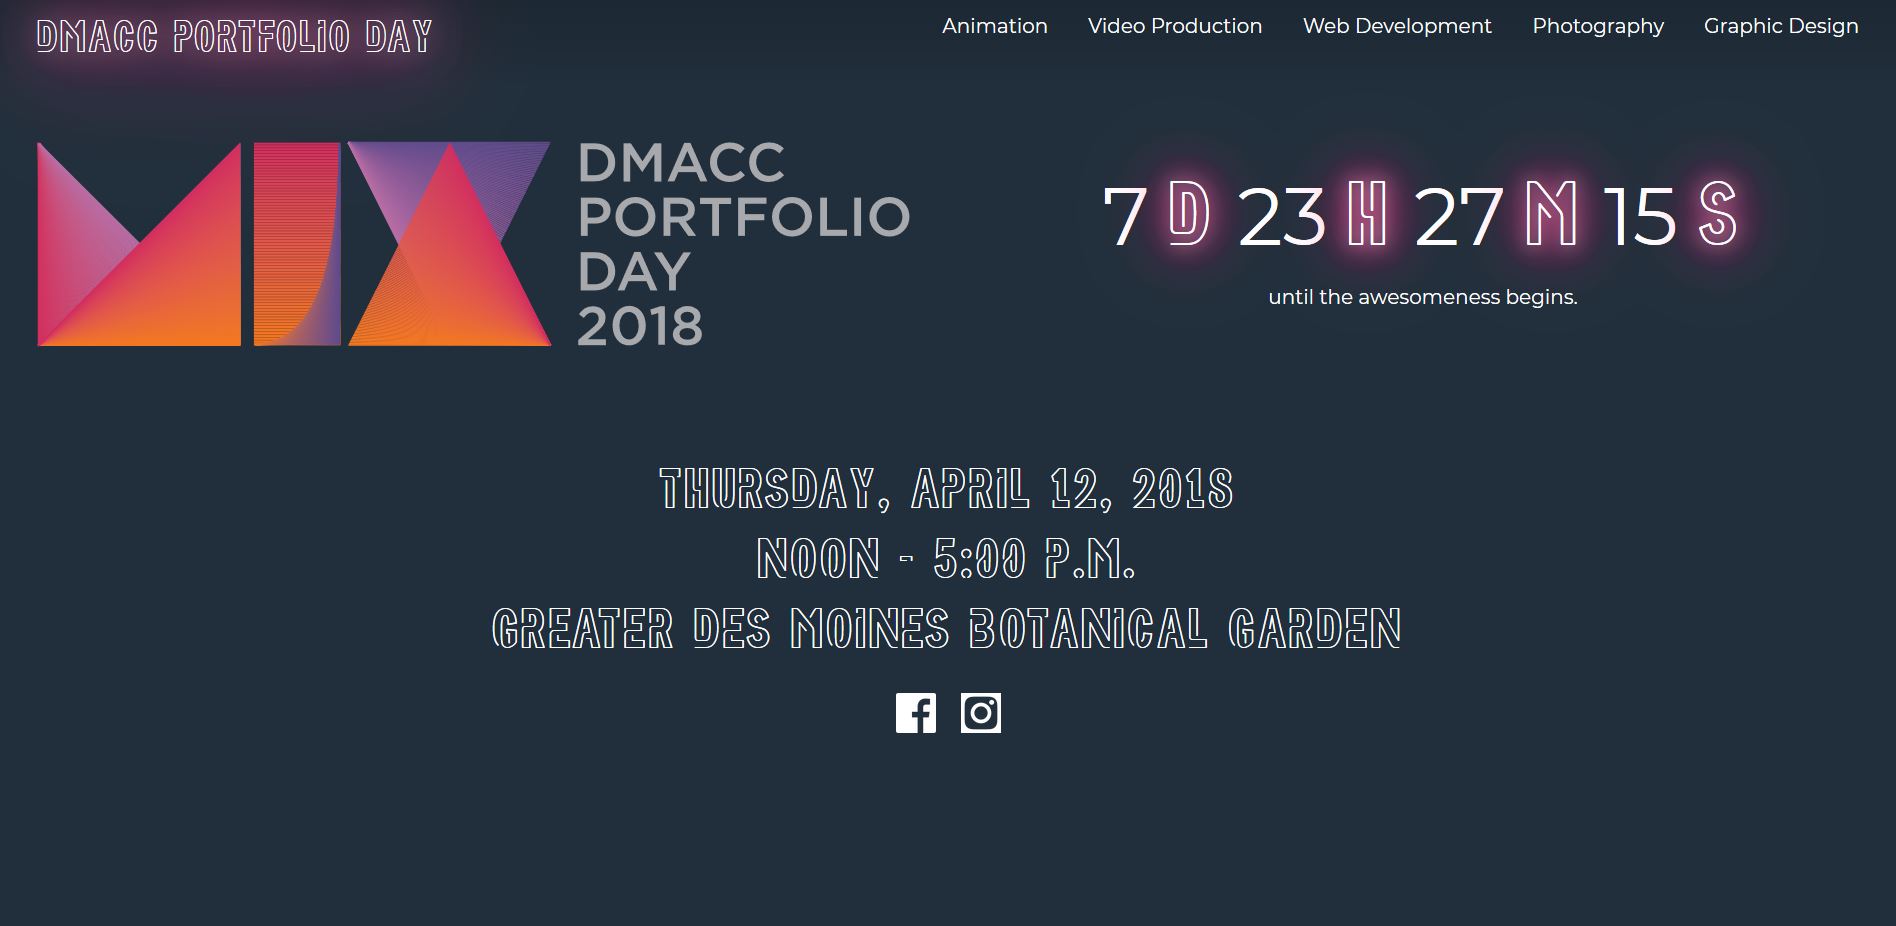 DMACC PORTFOLIO DAY
Animation Video Production Web Development Photography Graphic Design
MIX
DMACC
PORTFOLIO
DAY
2018
7 D 23 H 27 M 15 S
until the awesomeness begins.
THURSDAY, APRIL 12, 2018
NOON - 5:00 P.M.
GREATER DES MOINES BOTANICAL GARDEN